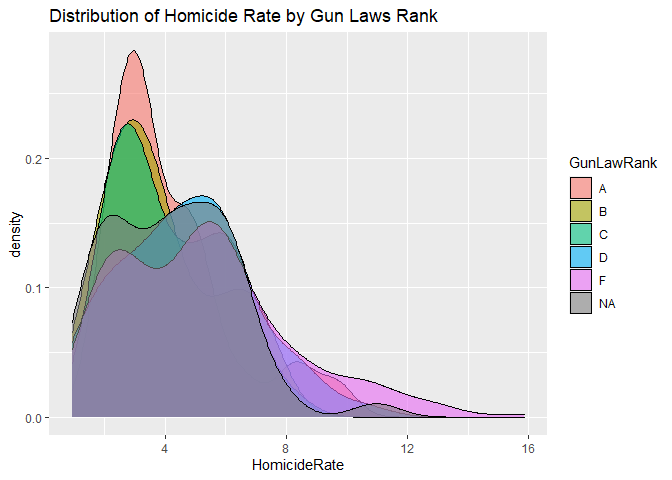 Distribution of Homicide Rate by Gun Laws Rank
density
0.2
0.1
0.0
4
8
12
16
HomicideRate
GunLawRank
A
B
C
D
F
NA